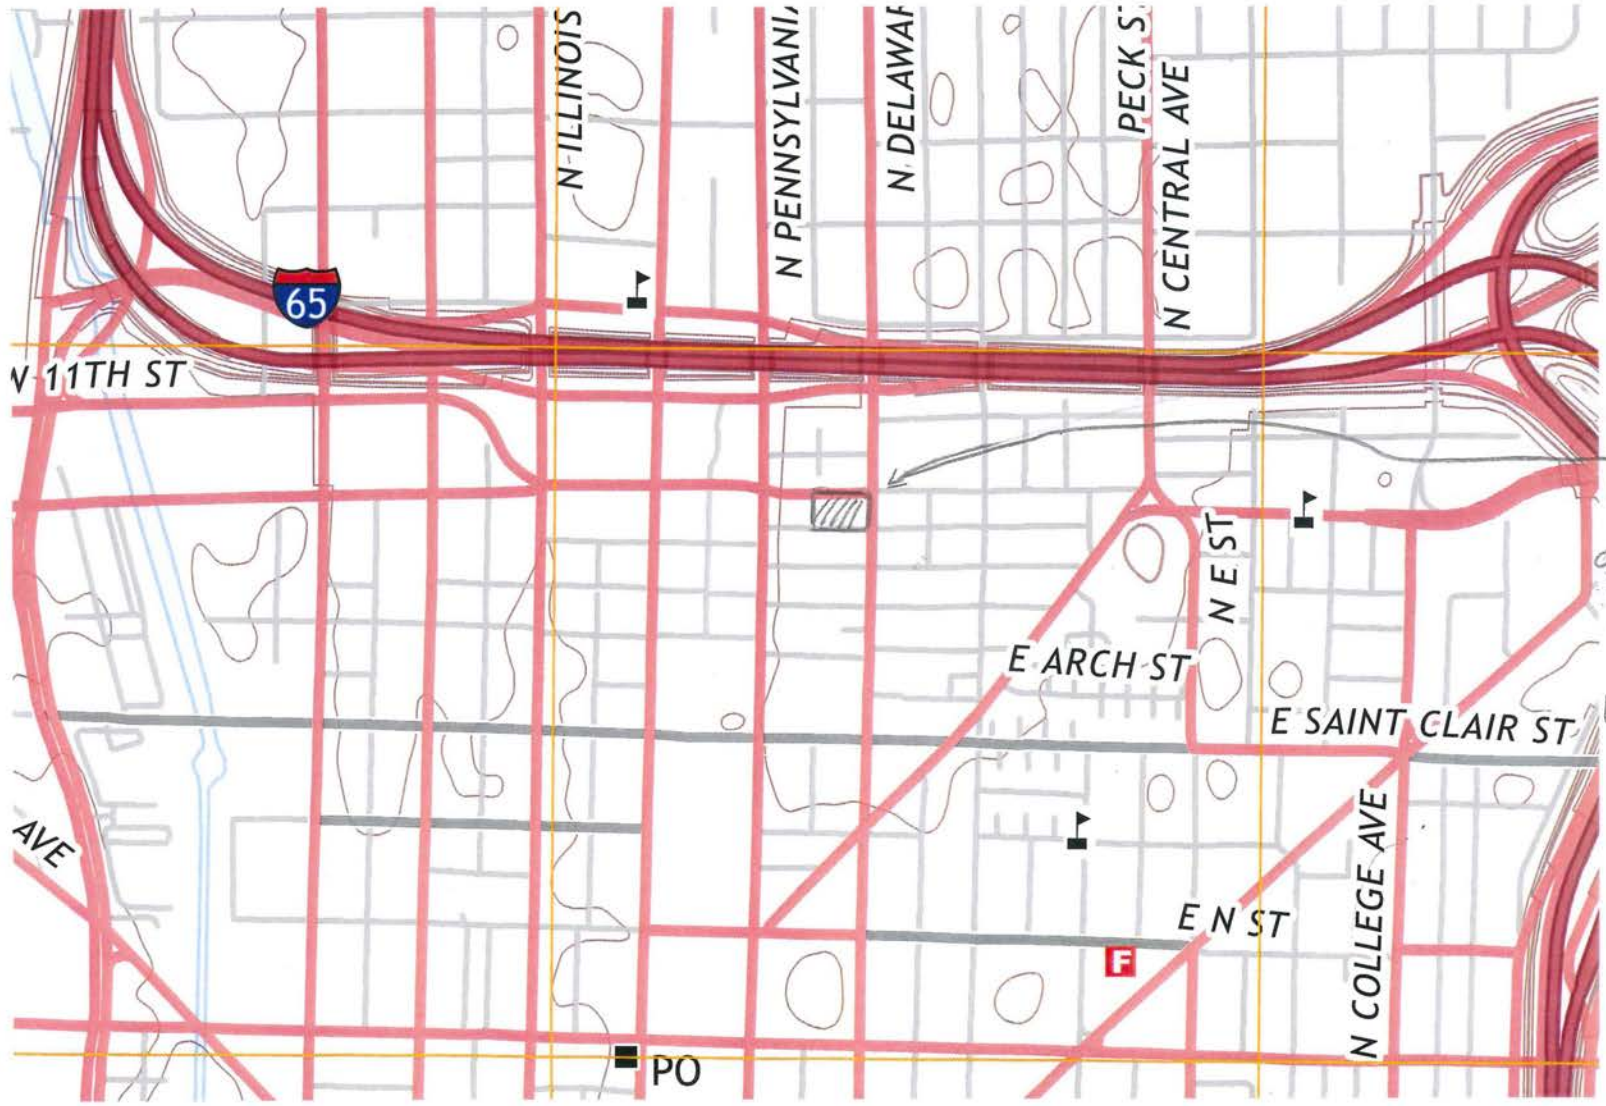 N ILLINOIS
N PENNSYLVANI
N DELAWAR
PECK ST
N CENTRAL AVE
65
W 11TH ST
N E ST
E ARCH ST
E SAINT CLAIR ST
AVE
N COLLEGE AVE
E N ST
F
PO